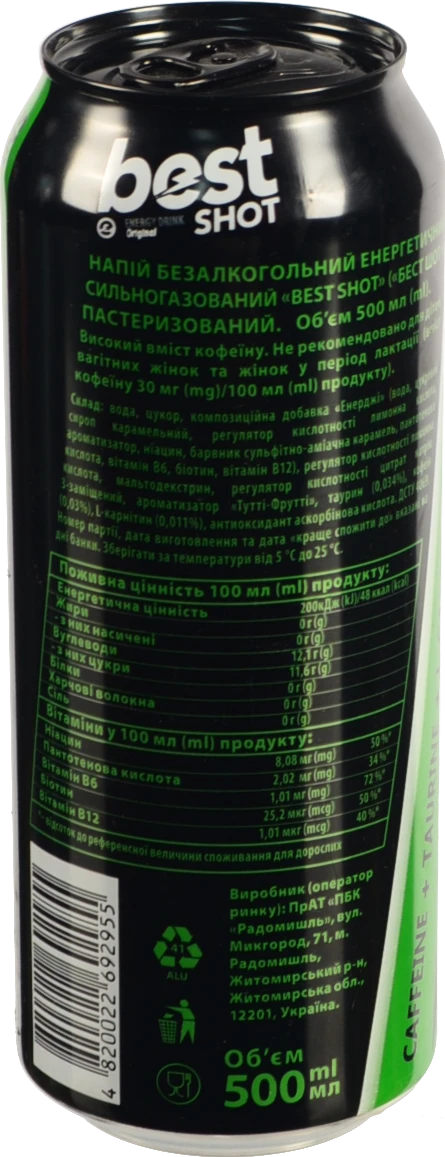 best
SHOT
ENERGY DRINK
Original
НАПІЙ БЕЗАЛКОГОЛЬНИЙ ЕНЕРГЕТИЧН
СИЛЬНОГАЗОВАНИЙ «BEST SHOT» («БЕСТ ШО
ПАСТЕРИЗОВАНИЙ. Об’єм 500 мл (ml).
Високий вміст кофеїну. Не рекомендовано для
вагітних жінок та жінок у період лактації
кофеїну 30 мг (mg)/100 мл (ml) продукту).
Склад: вода, цукор, композиційна добавка «Енерджі» (вода,
сироп карамельний, регулятор кислотності лимонна
ароматизатор, ніацин, барвник сульфітно-аміачна карамель,
кислота, вітамін В6, біотин, вітамін В12), регулятор кислотності
кислота, мальтодекстрин, регулятор кислотності цитрат
3-заміщений, ароматизатор «Тутті-Фрутті», таурин (0,034%),
(0,03%), L-карнітин (0,011%), антиоксидант аскорбінова кислота. ДСТУ
Номер партії, дата виготовлення та дата «краще спожити до» вказані на
дні банки. Зберігати за температури від 5 °С до 25 °С.
Поживна цінність 100 мл (ml) продукту:
Енергетична цінність 200кДж(kJ)/48 ккал (kcal)
Жири 0г(g)
- з них насичені 0г(g)
Вуглеводи 12,1г(g)
- з них цукри 11,6г(g)
Білки 0г(g)
Харчові волокна 0г(g)
Сіль 0г(g)
Вітаміни у 100 мл (ml) продукту:
Ніацин 8,08 мг(mg) 50%*
Пантотенова кислота 2,02 мг(mg) 34%*
Вітамін В6 1,01 мг(mg) 72%*
Біотин 25,2 мкг(mcg) 50%*
Вітамін В12 1,01 мкг(mcg) 40%*
*- відсоток до референсної величини споживання для дорослих
Виробник (оператор
ринку): ПрАТ «ПБК
«Радомишль», вул.
Микгород, 71, м.
Радомишль,
Житомирський р-н,
Житомирська обл.,
12201, Україна.
41
ALU
Об’єм
500 ml
мл
4 820022 692955
CAFFEINE + TAURINE +